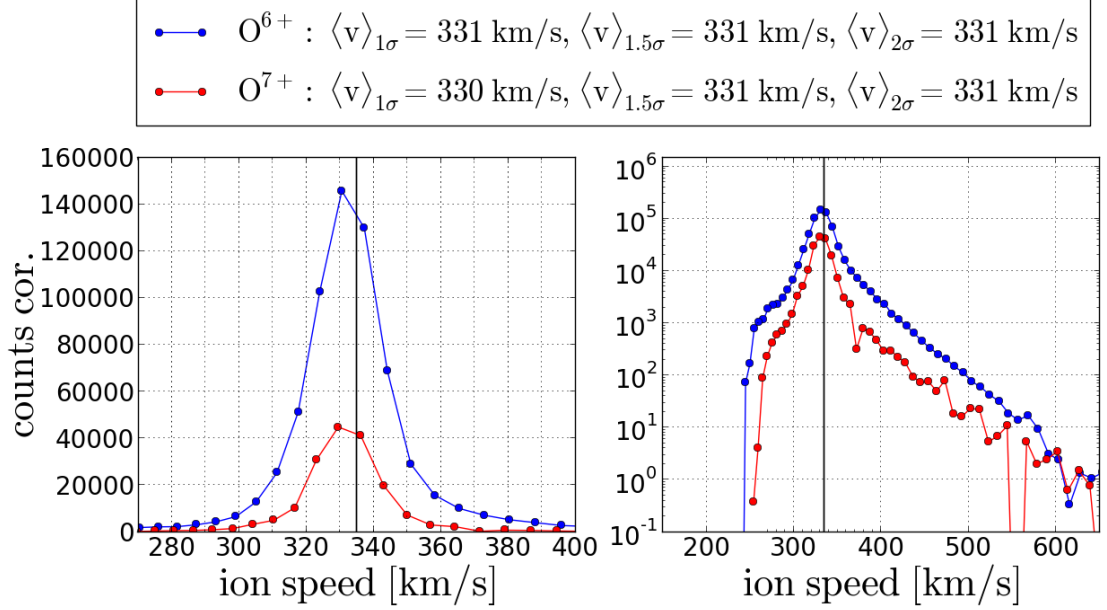 O⁶⁺ : ⟨v⟩1σ = 331 km/s, ⟨v⟩1.5σ = 331 km/s, ⟨v⟩2σ = 331 km/s
O⁷⁺ : ⟨v⟩1σ = 330 km/s, ⟨v⟩1.5σ = 331 km/s, ⟨v⟩2σ = 331 km/s
counts cor.
160000
140000
120000
100000
80000
60000
40000
20000
0
280 300 320 340 360 380 400
ion speed [km/s]
10⁶
10⁵
10⁴
10³
10²
10¹
10⁰
10⁻¹
200 300 400 500 600
ion speed [km/s]